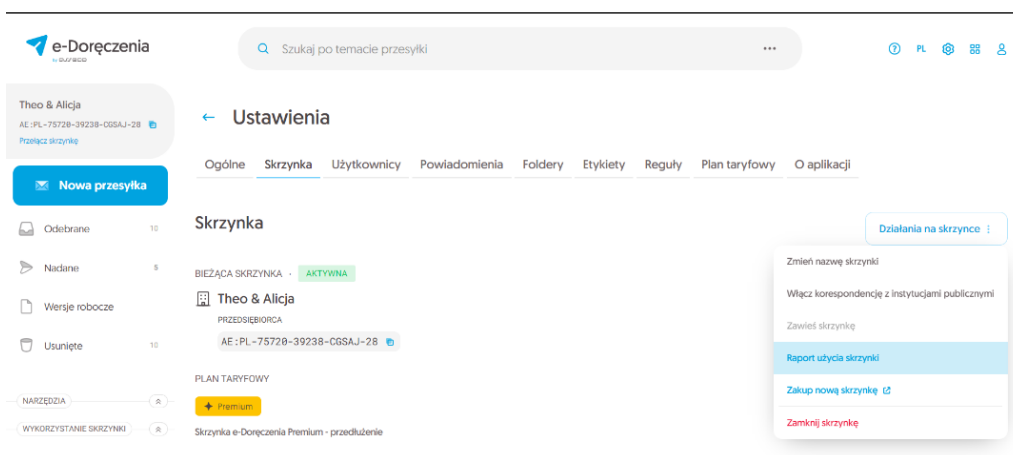 e-Doręczenia
by asseco
Szukaj po temacie przesyłki
PL
Theo & Alicja
AE:PL-75720-39238-CGSAJ-28
Przełącz skrzynkę
Nowa przesyłka
Odebrane 10
Nadane 5
Wersje robocze
Usunięte 10
NARZĘDZIA
WYKORZYSTANIE SKRZYNKI
← Ustawienia
Ogólne Skrzynka Użytkownicy Powiadomienia Foldery Etykiety Reguły Plan taryfowy O aplikacji
Skrzynka
Działania na skrzynce
BIEŻĄCA SKRZYNKA · AKTYWNA
Theo & Alicja
PRZEDSIĘBIORCA
AE:PL-75720-39238-CGSAJ-28
PLAN TARYFOWY
Premium
Skrzynka e-Doręczenia Premium - przedłużenie
Zmień nazwę skrzynki
Włącz korespondencję z instytucjami publicznymi
Zawieś skrzynkę
Raport użycia skrzynki
Zakup nową skrzynkę
Zamknij skrzynkę